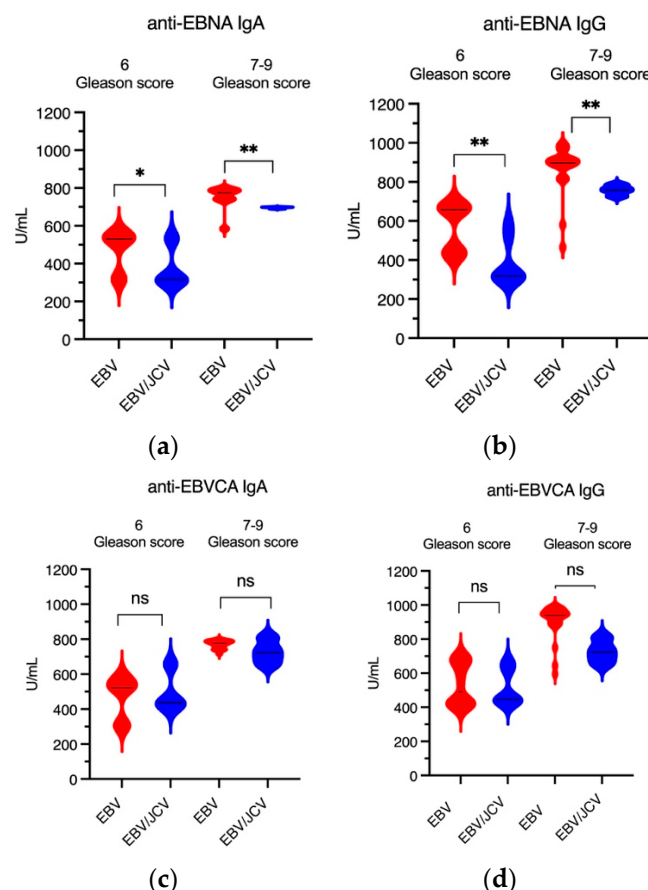 anti-EBNA IgA
6
Gleason score
7-9
Gleason score
1200
1000
800
600
400
200
0
U/mL
*
**
EBV
EBV/JCV
EBV
EBV/JCV
(a)
anti-EBNA IgG
6
Gleason score
7-9
Gleason score
1200
1000
800
600
400
200
0
U/mL
**
**
EBV
EBV/JCV
EBV
EBV/JCV
(b)
anti-EBVCA IgA
6
Gleason score
7-9
Gleason score
1200
1000
800
600
400
200
0
U/mL
ns
ns
EBV
EBV/JCV
EBV
EBV/JCV
(c)
anti-EBVCA IgG
6
Gleason score
7-9
Gleason score
1200
1000
800
600
400
200
0
U/mL
ns
ns
EBV
EBV/JCV
EBV
EBV/JCV
(d)